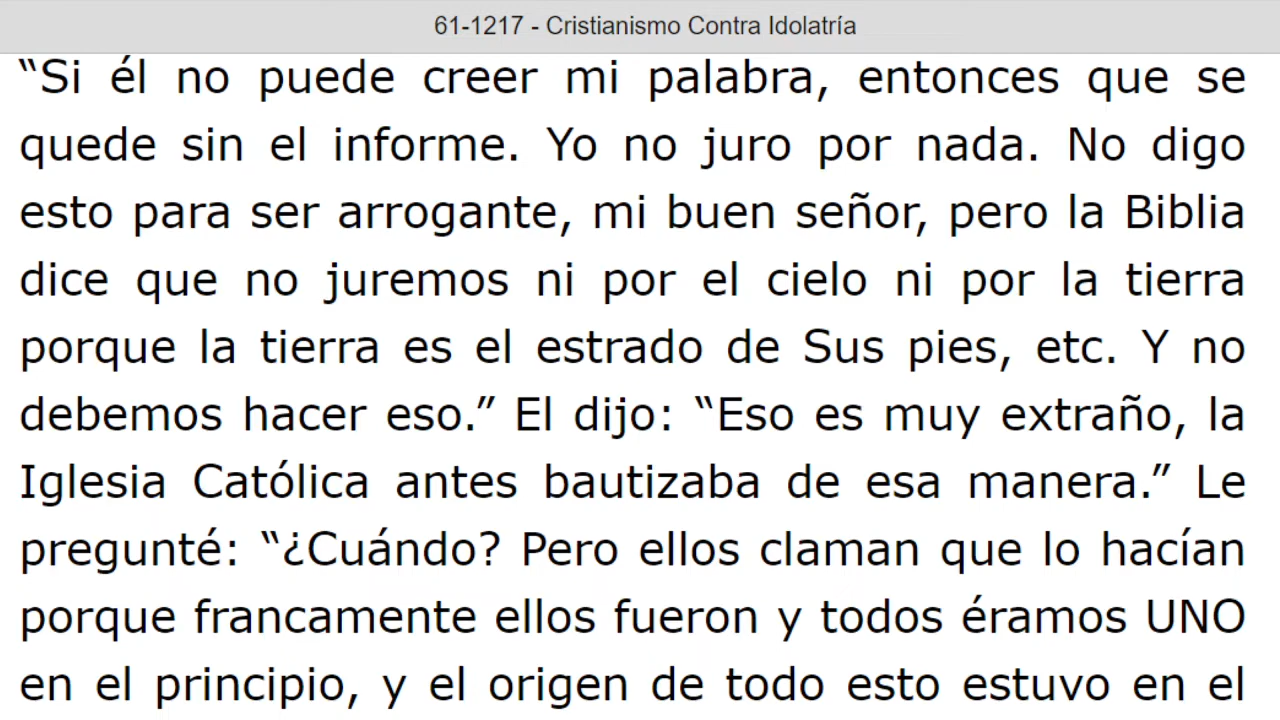 61-1217 - Cristianismo Contra Idolatría
“Si él no puede creer mi palabra, entonces que se
quede sin el informe. Yo no juro por nada. No digo
esto para ser arrogante, mi buen señor, pero la Biblia
dice que no juremos ni por el cielo ni por la tierra
porque la tierra es el estrado de Sus pies, etc. Y no
debemos hacer eso.” El dijo: “Eso es muy extraño, la
Iglesia Católica antes bautizaba de esa manera.” Le
pregunté: “¿Cuándo? Pero ellos claman que lo hacían
porque francamente ellos fueron y todos éramos UNO
en el principio, y el origen de todo esto estuvo en el